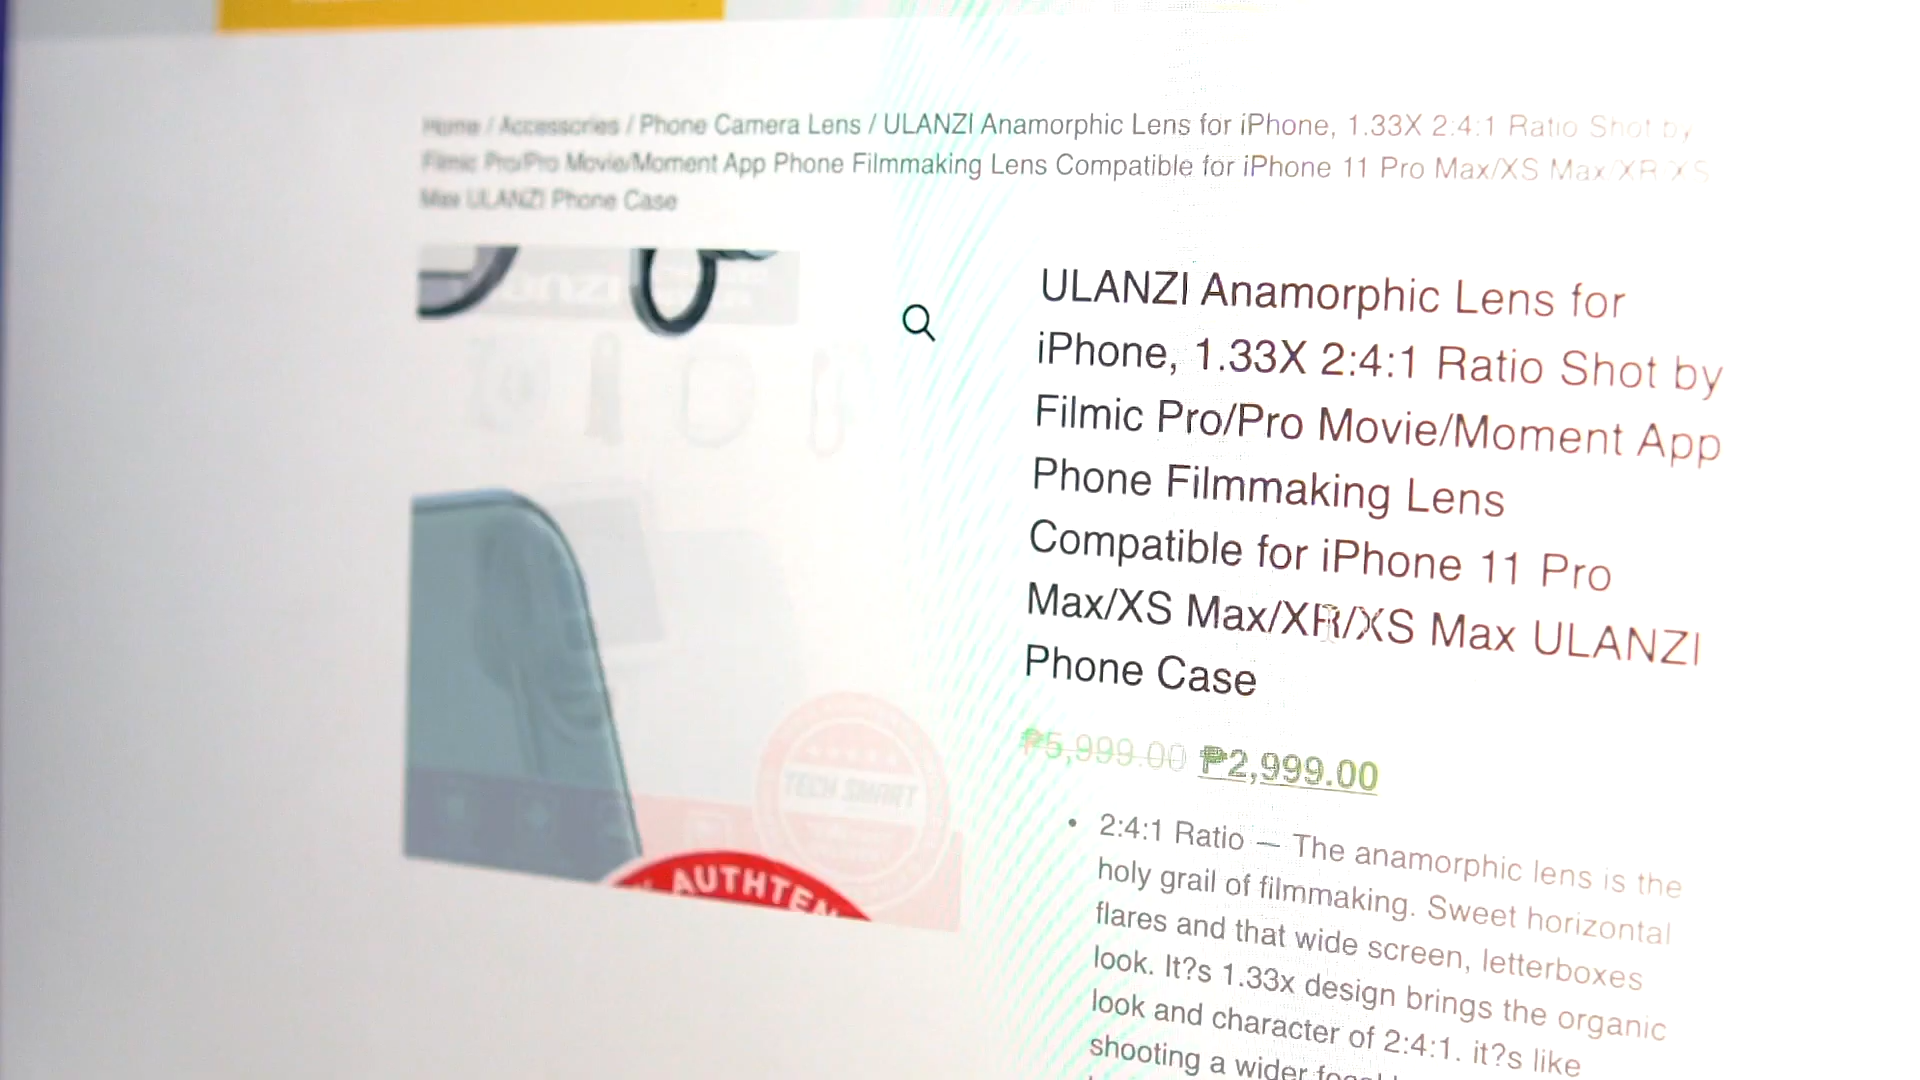 Home / Accessories / Phone Camera Lens / ULANZI Anamorphic Lens for iPhone, 1.33X 2:4:1 Ratio Shot by
Filmic Pro/Pro Movie/Moment App Phone Filmmaking Lens Compatible for iPhone 11 Pro Max/XS Max/XR/XS
Max ULANZI Phone Case
ULANZI Anamorphic Lens for
iPhone, 1.33X 2:4:1 Ratio Shot by
Filmic Pro/Pro Movie/Moment App
Phone Filmmaking Lens
Compatible for iPhone 11 Pro
Max/XS Max/XR/XS Max ULANZI
Phone Case
₱5,999.00 ₱2,999.00
• 2:4:1 Ratio — The anamorphic lens is the
holy grail of filmmaking. Sweet horizontal
flares and that wide screen, letterboxes
look. It?s 1.33x design brings the organic
look and character of 2:4:1. it?s like
shooting a wider
TECH SMART
AUTHTEN